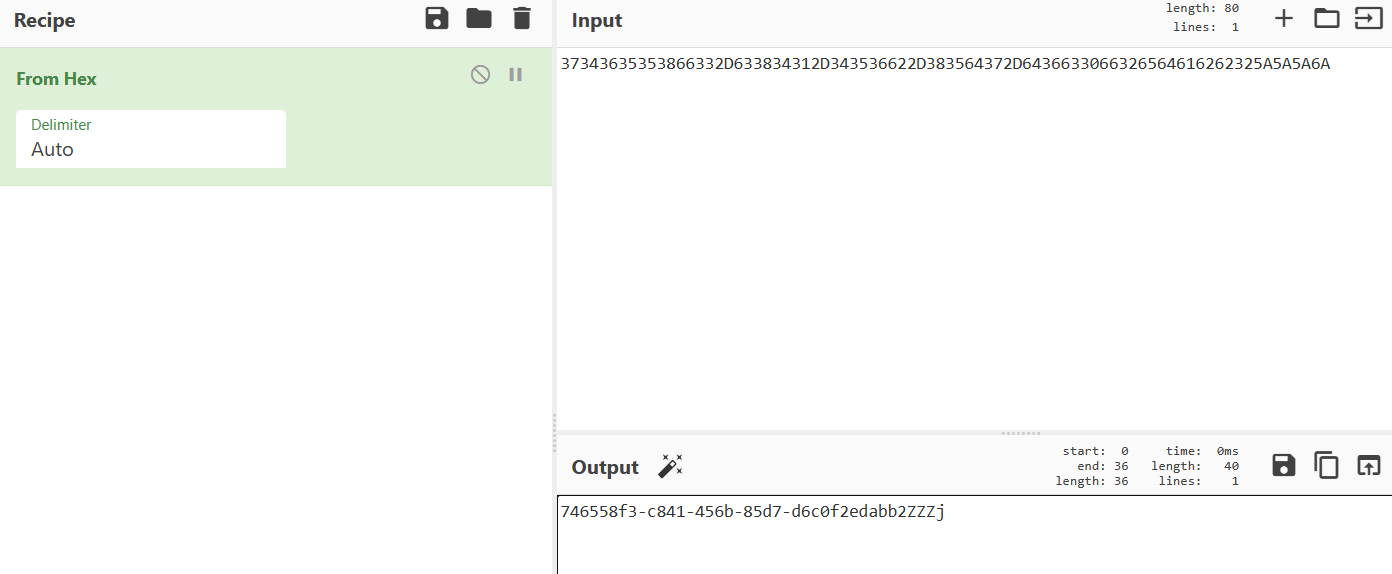 Recipe
From Hex
Delimiter
Auto
Input
length: 80
lines: 1
37343635353866332D633834312D343536622D383564372D6436633066326564616262325A5A5A6A
Output
start: 0 time: 0ms
end: 36 length: 40
length: 36 lines: 1
746558f3-c841-456b-85d7-d6c0f2edabb2ZZZj